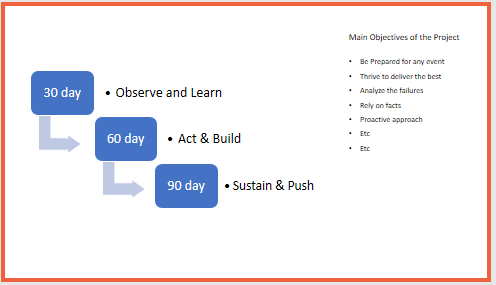 Main Objectives of the Project
• Be Prepared for any event
• Thrive to deliver the best
• Analyze the failures
• Rely on facts
• Proactive approach
• Etc
• Etc
30 day
• Observe and Learn
60 day
• Act & Build
90 day
• Sustain & Push